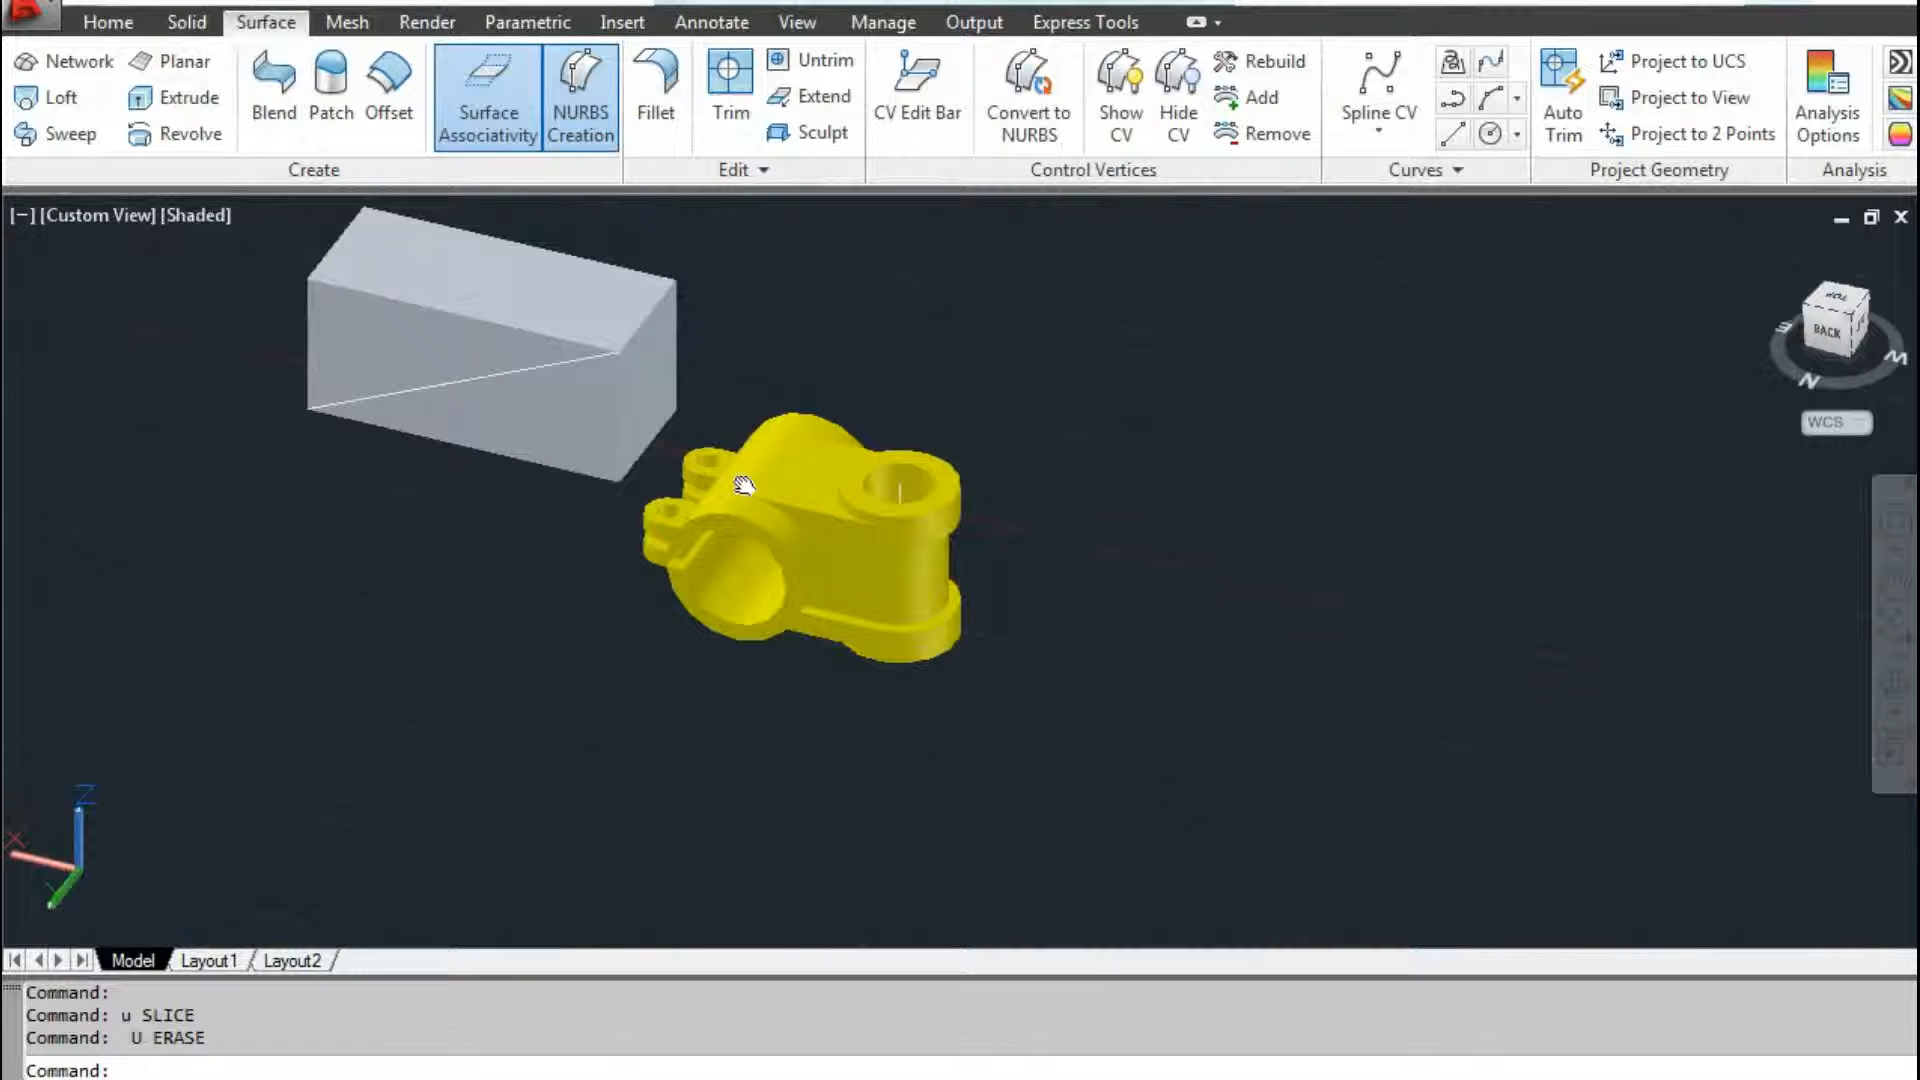 Home Solid Surface Mesh Render Parametric Insert Annotate View Manage Output Express Tools
Network Planar
Loft Extrude
Sweep Revolve
Blend Patch Offset
Surface Associativity
NURBS Creation
Fillet
Trim
Untrim
Extend
Sculpt
CV Edit Bar
Convert to NURBS
Show CV
Hide CV
Rebuild
Add
Remove
Spline CV
Auto Trim
Project to UCS
Project to View
Project to 2 Points
Analysis Options
Create Edit Control Vertices Curves Project Geometry Analysis
[−] [Custom View] [Shaded]
BACK
N
WCS
Z
X
Model Layout1 Layout2
Command:
Command: u SLICE
Command: U ERASE
Command: